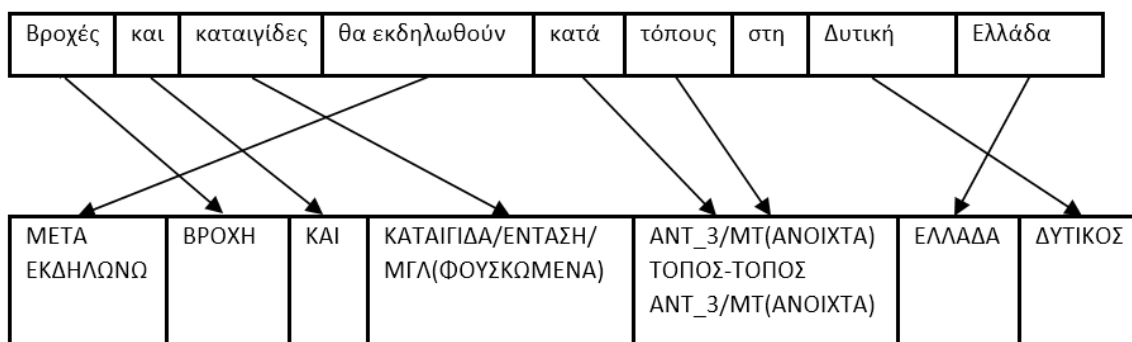 Βροχές και καταιγίδες θα εκδηλωθούν κατά τόπους στη Δυτική Ελλάδα
ΜΕΤΑ ΕΚΔΗΛΩΝΩ
ΒΡΟΧΗ
ΚΑΙ
ΚΑΤΑΙΓΙΔΑ/ΕΝΤΑΣΗ/
ΜΓΛ(ΦΟΥΣΚΩΜΕΝΑ)
ΑΝΤ_3/ΜΤ(ΑΝΟΙΧΤΑ)
ΤΟΠΟΣ-ΤΟΠΟΣ
ΑΝΤ_3/ΜΤ(ΑΝΟΙΧΤΑ)
ΕΛΛΑΔΑ
ΔΥΤΙΚΟΣ